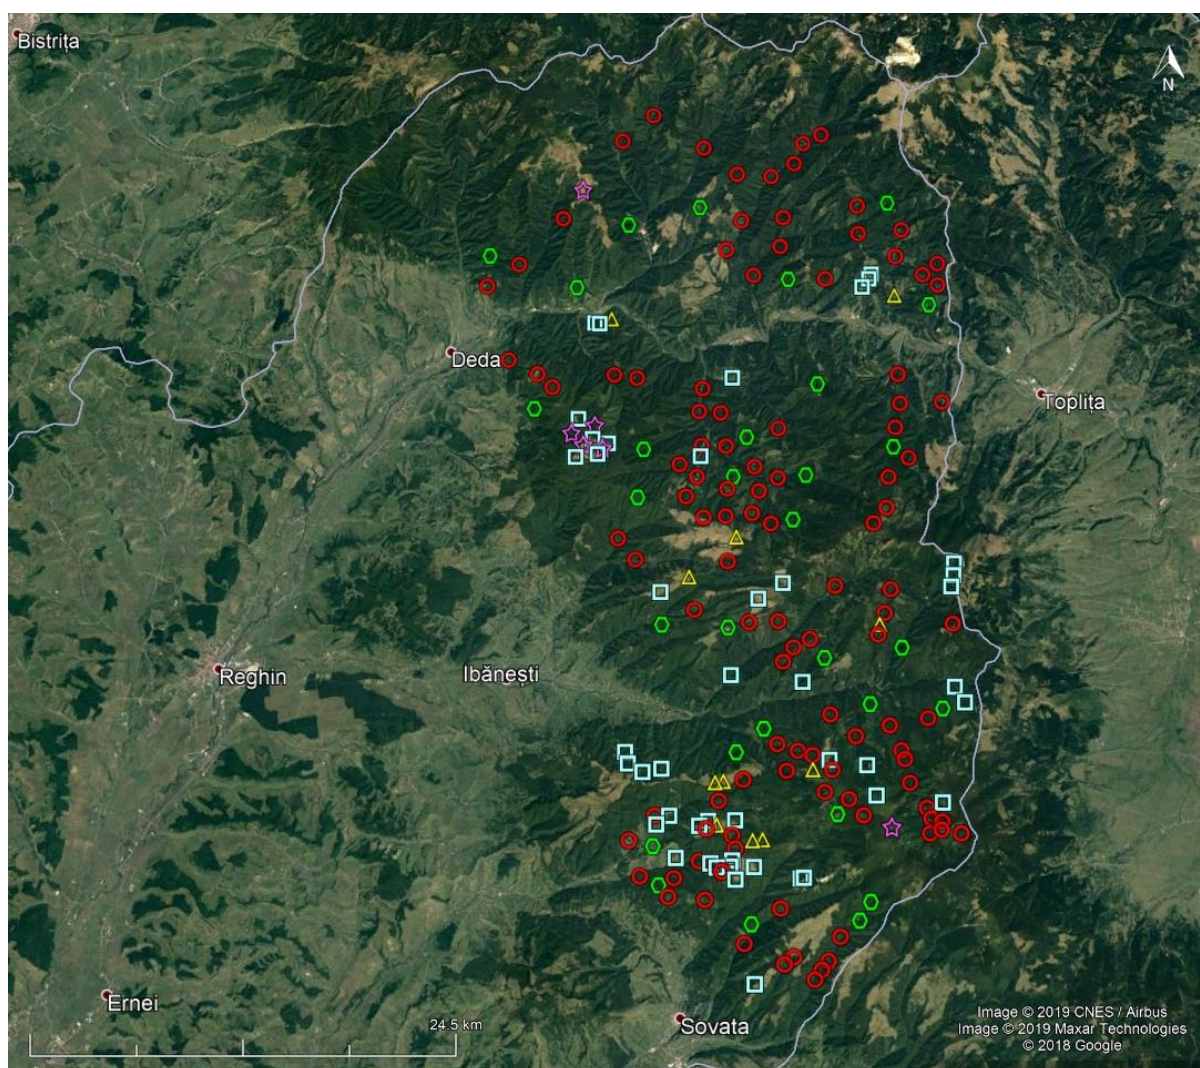 Bistrița
N
Deda
Toplița
Reghin
Ibănești
Ernei
24.5 km
Sovata
Image © 2019 CNES / Airbus
Image © 2019 Maxar Technologies
© 2018 Google